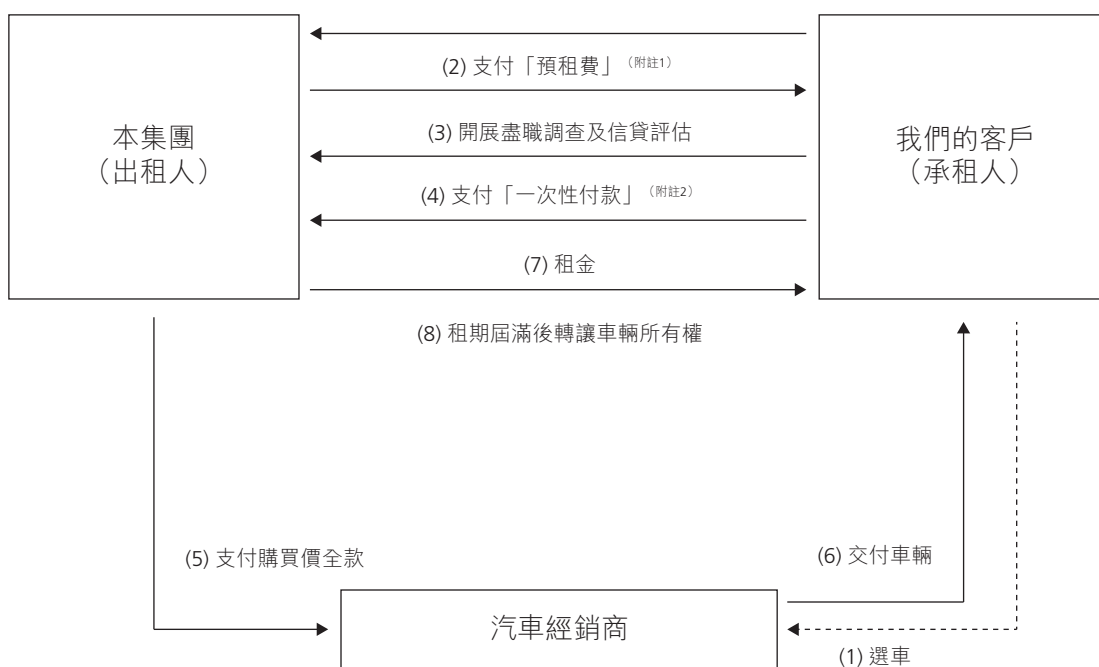 (2) 支付「預租費」（附註1）
(3) 開展盡職調查及信貸評估
本集團
（出租人）
我們的客戶
（承租人）
(4) 支付「一次性付款」（附註2）
(7) 租金
(8) 租期屆滿後轉讓車輛所有權
(5) 支付購買價全款
(6) 交付車輛
汽車經銷商
(1) 選車